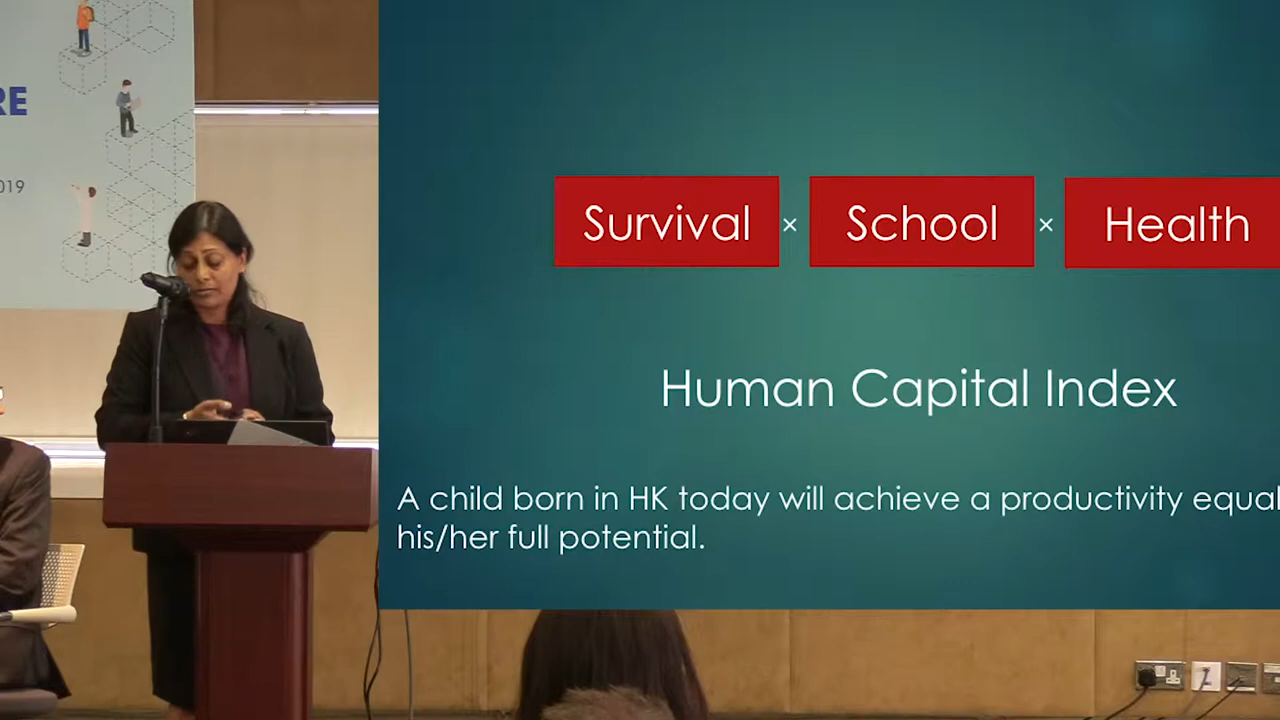 RE
019
Survival × School × Health
Human Capital Index
A child born in HK today will achieve a productivity equal
his/her full potential.